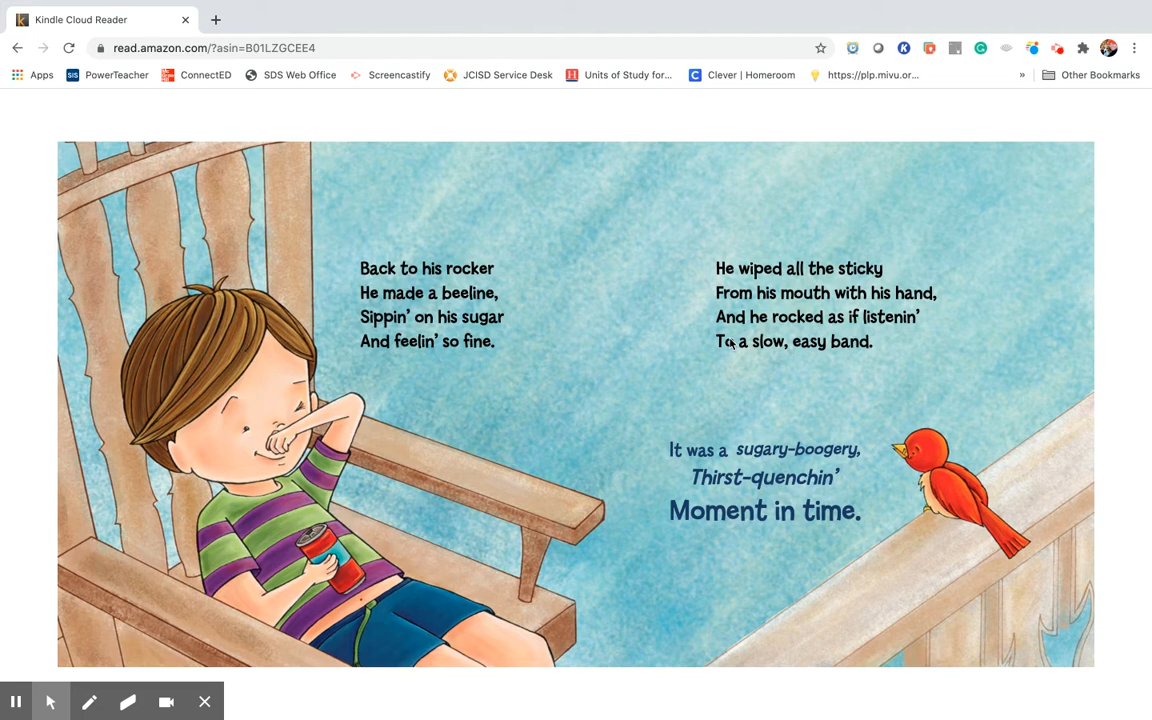 Kindle Cloud Reader
read.amazon.com/?asin=B01LZGCEE4
Apps
SIS PowerTeacher
ConnectED
SDS Web Office
Screencastify
JCISD Service Desk
Units of Study for...
Clever | Homeroom
https://plp.mivu.or...
»
Other Bookmarks
Back to his rocker
He made a beeline,
Sippin' on his sugar
And feelin' so fine.
He wiped all the sticky
From his mouth with his hand,
And he rocked as if listenin'
To a slow, easy band.
It was a sugary-boogery,
Thirst-quenchin'
Moment in time.